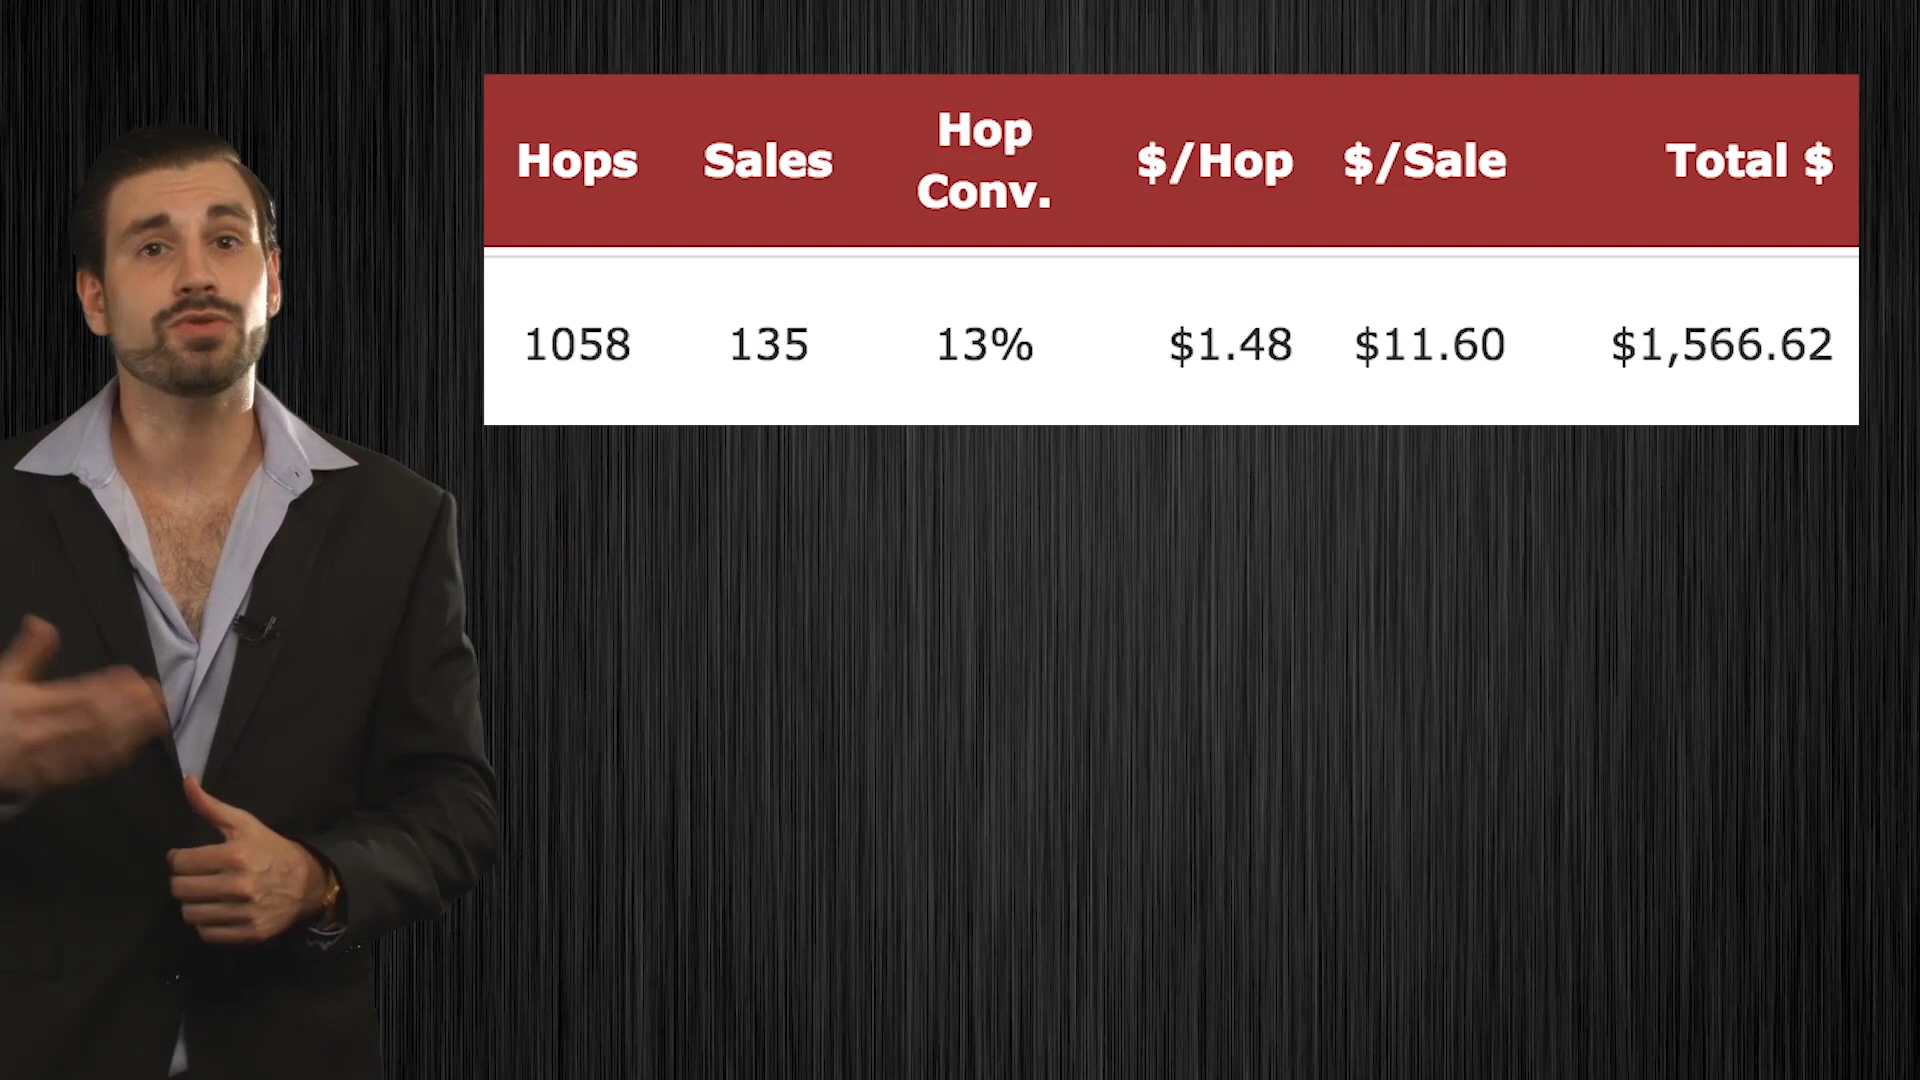 Hops Sales Hop Conv. $/Hop $/Sale Total $
1058 135 13% $1.48 $11.60 $1,566.62